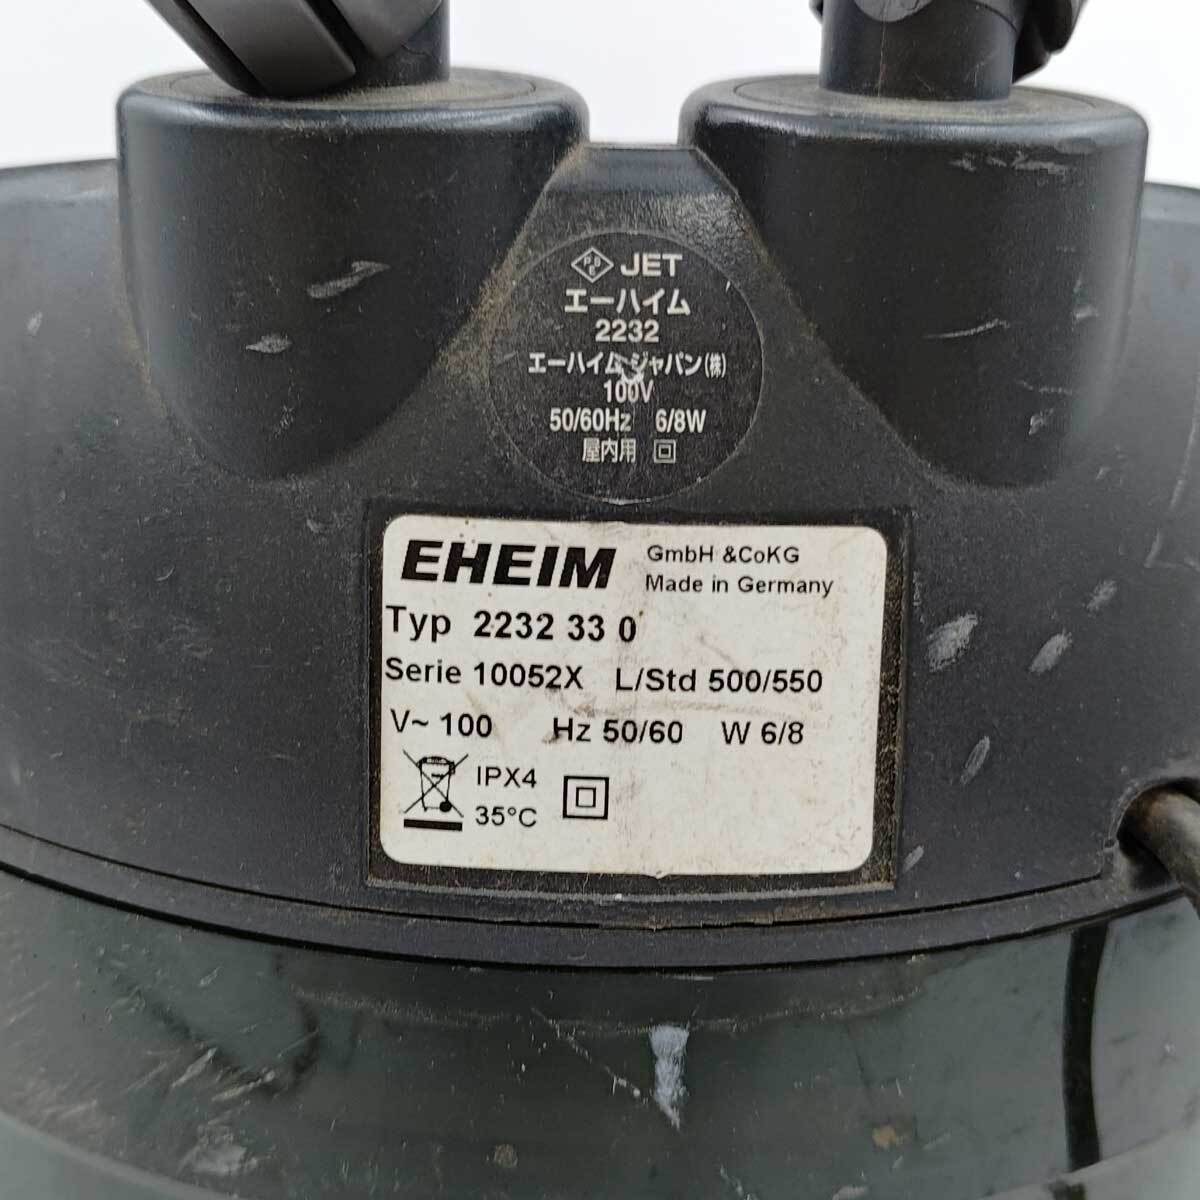 PSE JET
エーハイム
2232
エーハイム ジャパン(株)
100V
50/60Hz 6/8W
屋内用
EHEIM GmbH &CoKG
Made in Germany
Typ 2232 33 0
Serie 10052X L/Std 500/550
V~ 100 Hz 50/60 W 6/8
IPX4
35°C